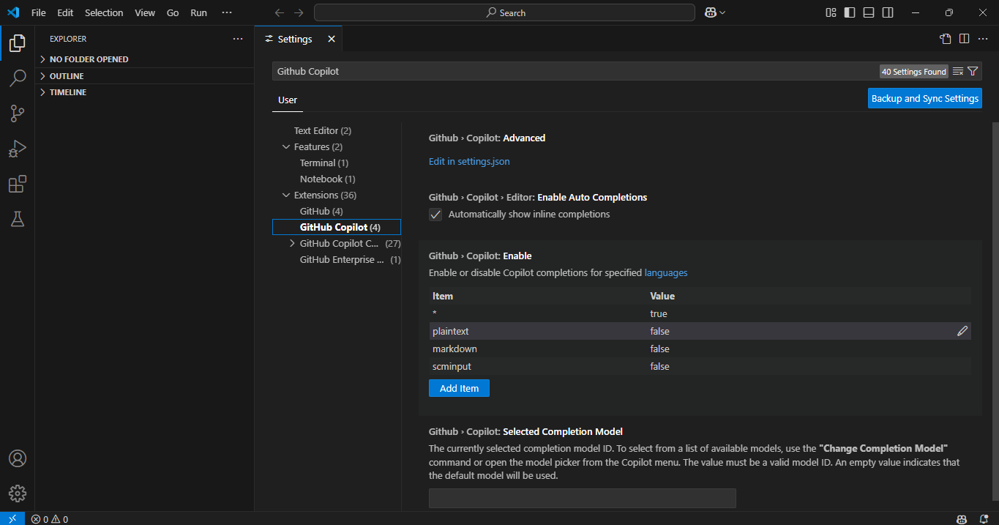 File Edit Selection View Go Run ···
Search
EXPLORER ···
NO FOLDER OPENED
OUTLINE
TIMELINE
Settings
Github Copilot
40 Settings Found
User
Backup and Sync Settings
Text Editor (2)
Features (2)
Terminal (1)
Notebook (1)
Extensions (36)
GitHub (4)
GitHub Copilot (4)
GitHub Copilot C... (27)
GitHub Enterprise ... (1)
Github › Copilot: Advanced
Edit in settings.json
Github › Copilot › Editor: Enable Auto Completions
Automatically show inline completions
Github › Copilot: Enable
Enable or disable Copilot completions for specified languages
Item Value
* true
plaintext false
markdown false
scminput false
Add Item
Github › Copilot: Selected Completion Model
The currently selected completion model ID. To select from a list of available models, use the "Change Completion Model"
command or open the model picker from the Copilot menu. The value must be a valid model ID. An empty value indicates that
the default model will be used.
0 0